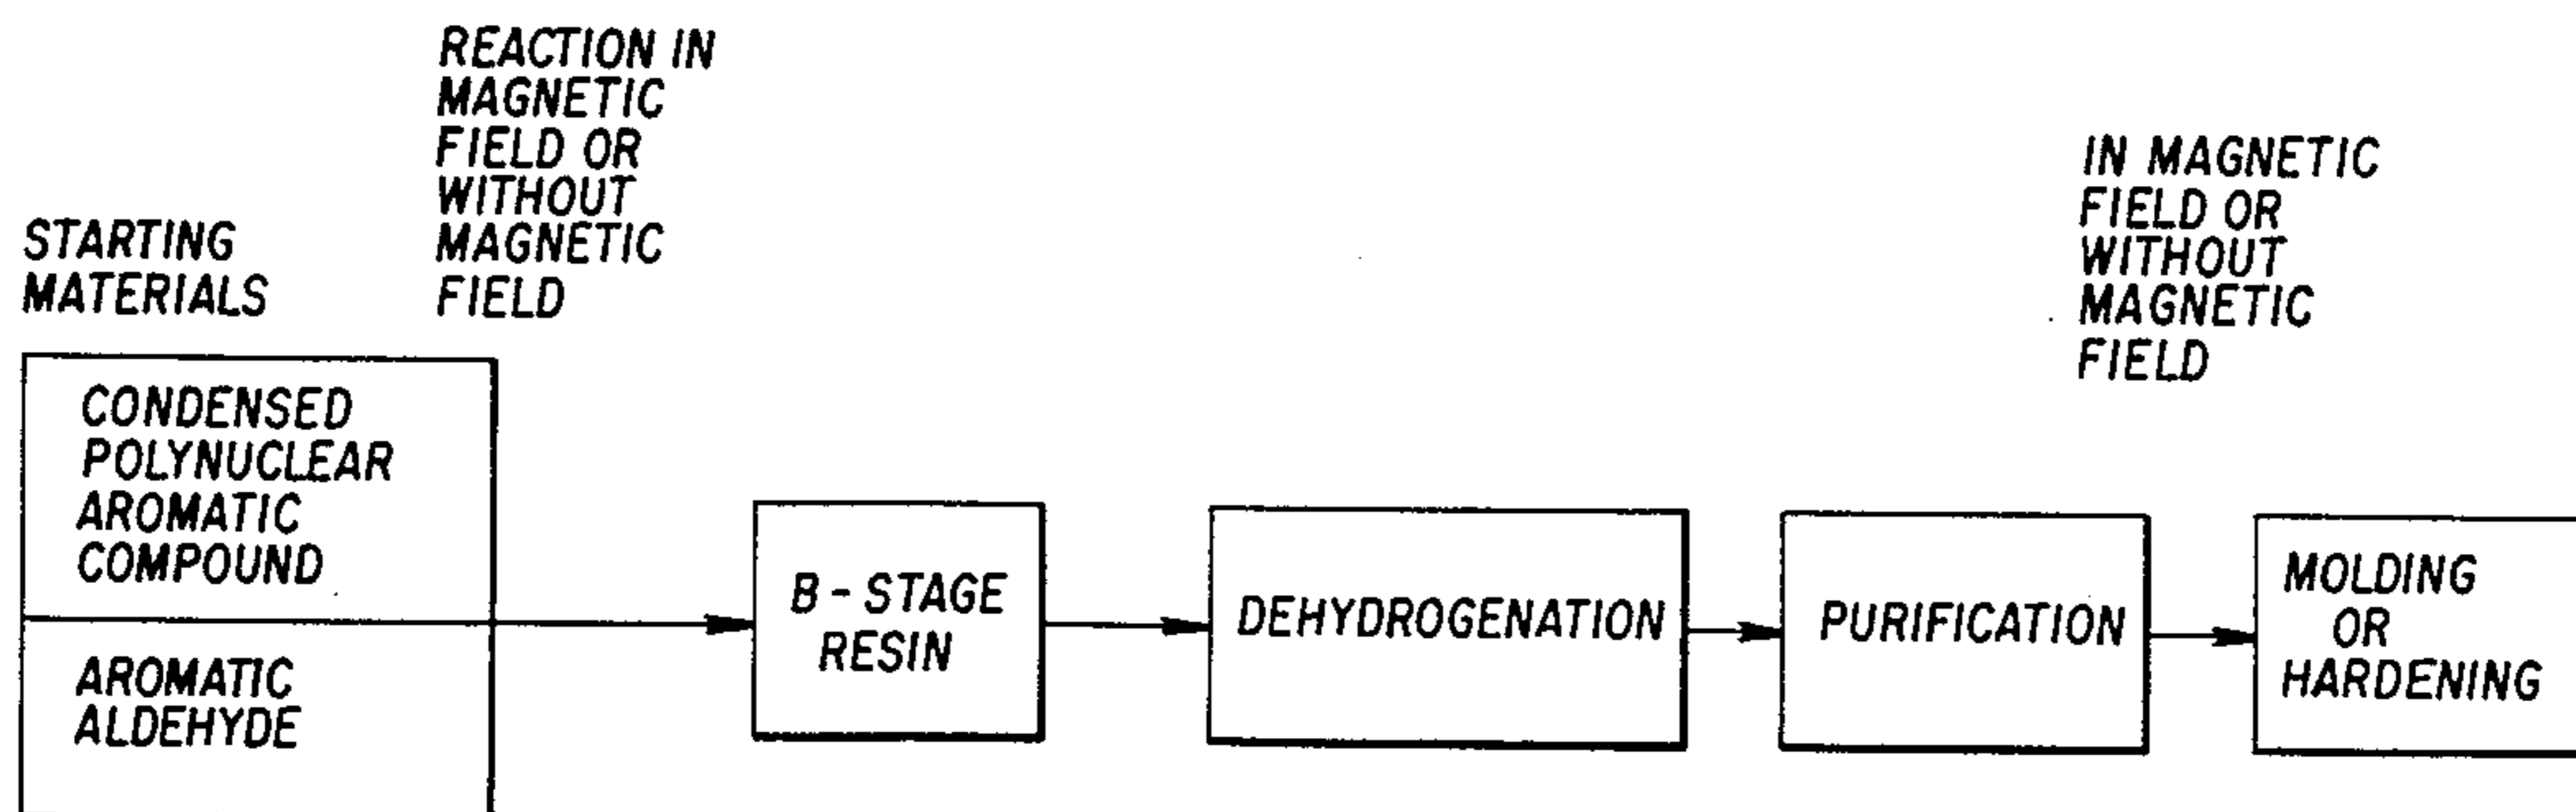 STARTING
MATERIALS
REACTION IN
MAGNETIC
FIELD OR
WITHOUT
MAGNETIC
FIELD
IN MAGNETIC
FIELD OR
WITHOUT
MAGNETIC
FIELD
CONDENSED
POLYNUCLEAR
AROMATIC
COMPOUND
AROMATIC
ALDEHYDE
B-STAGE
RESIN
DEHYDROGENATION
PURIFICATION
MOLDING
OR
HARDENING